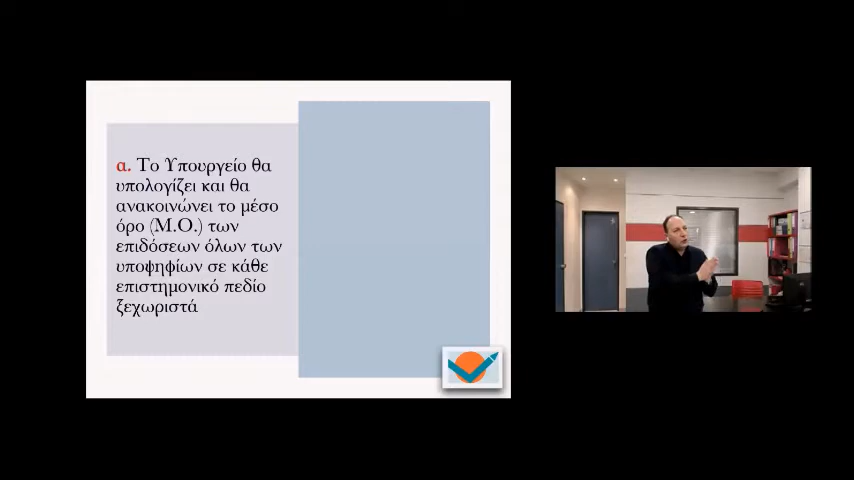 α. Το Υπουργείο θα
υπολογίζει και θα
ανακοινώνει το μέσο
όρο (Μ.Ο.) των
επιδόσεων όλων των
υποψηφίων σε κάθε
επιστημονικό πεδίο
ξεχωριστά